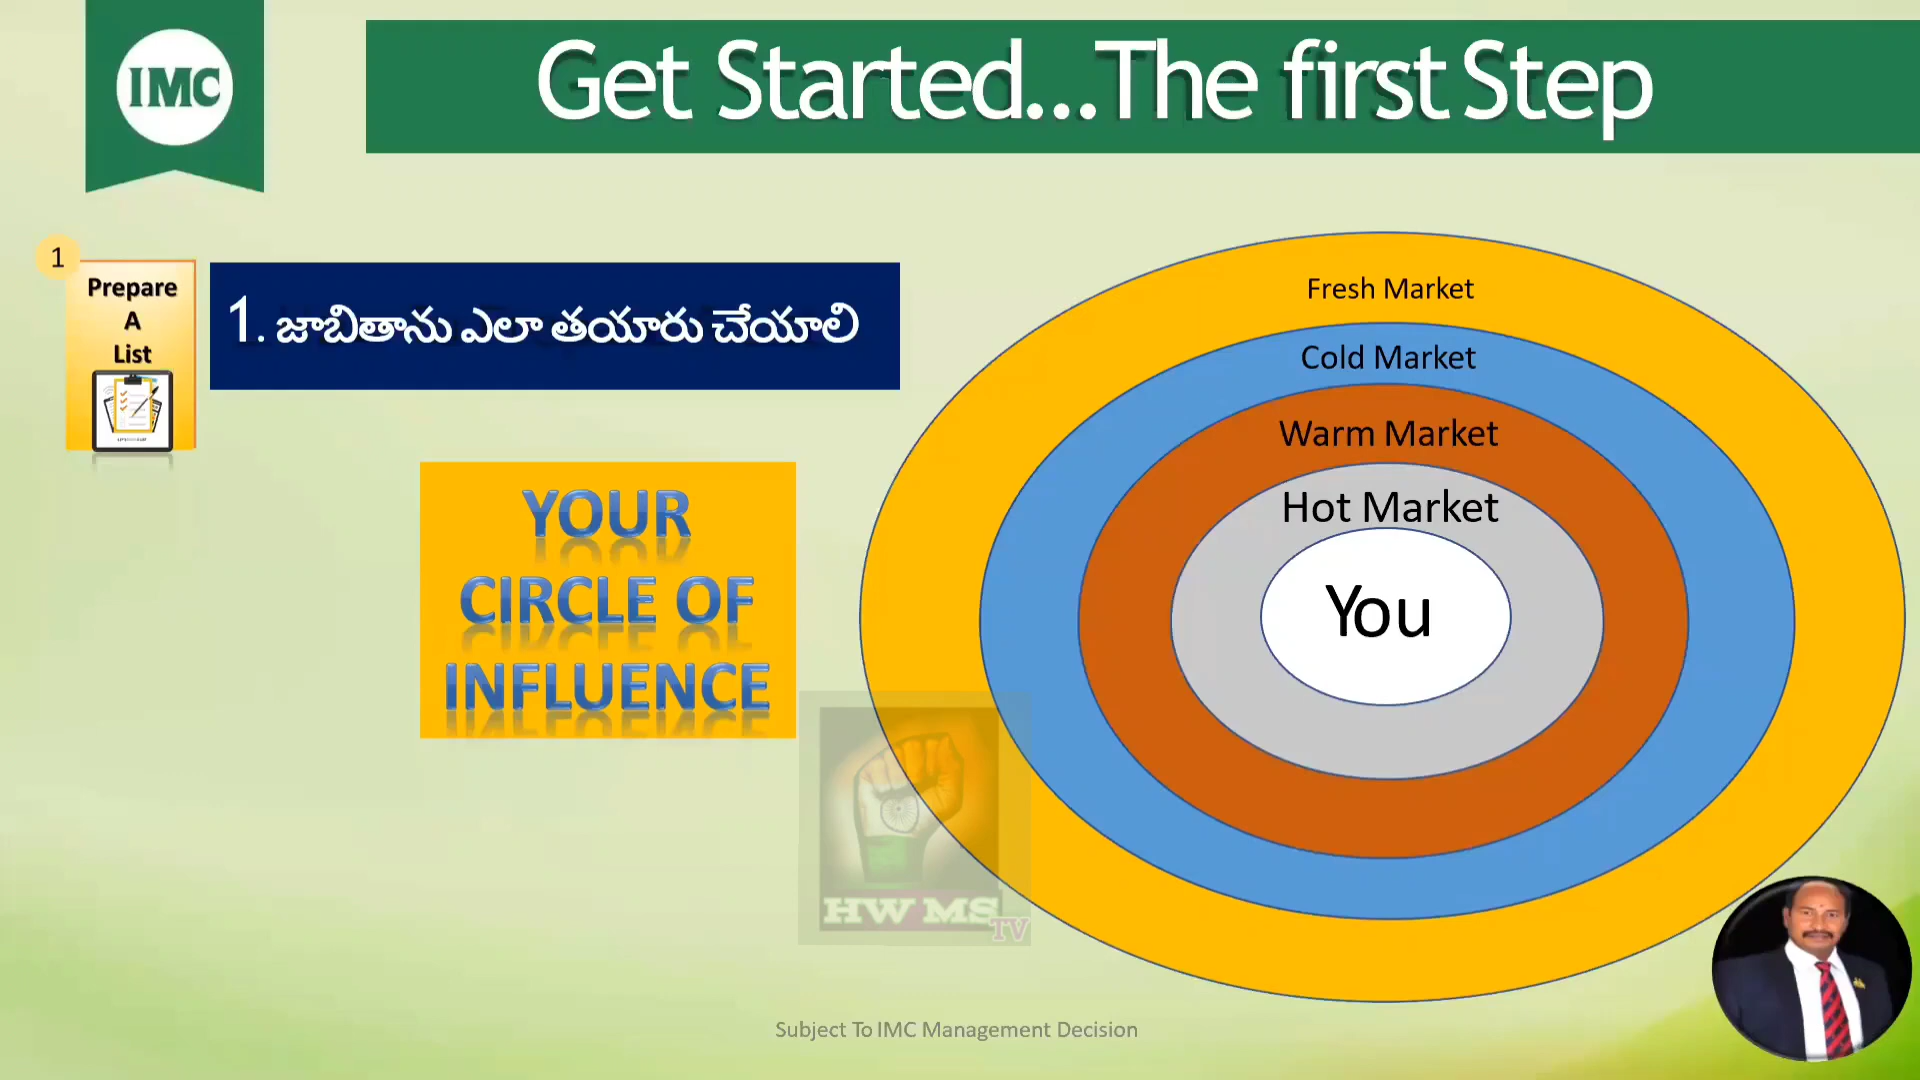 IMC
Get Started...The first Step
1
Prepare
A
List
1. జాబితాను ఎలా తయారు చేయాలి
YOUR
CIRCLE OF
INFLUENCE
Fresh Market
Cold Market
Warm Market
Hot Market
You
HW MS
TV
Subject To IMC Management Decision